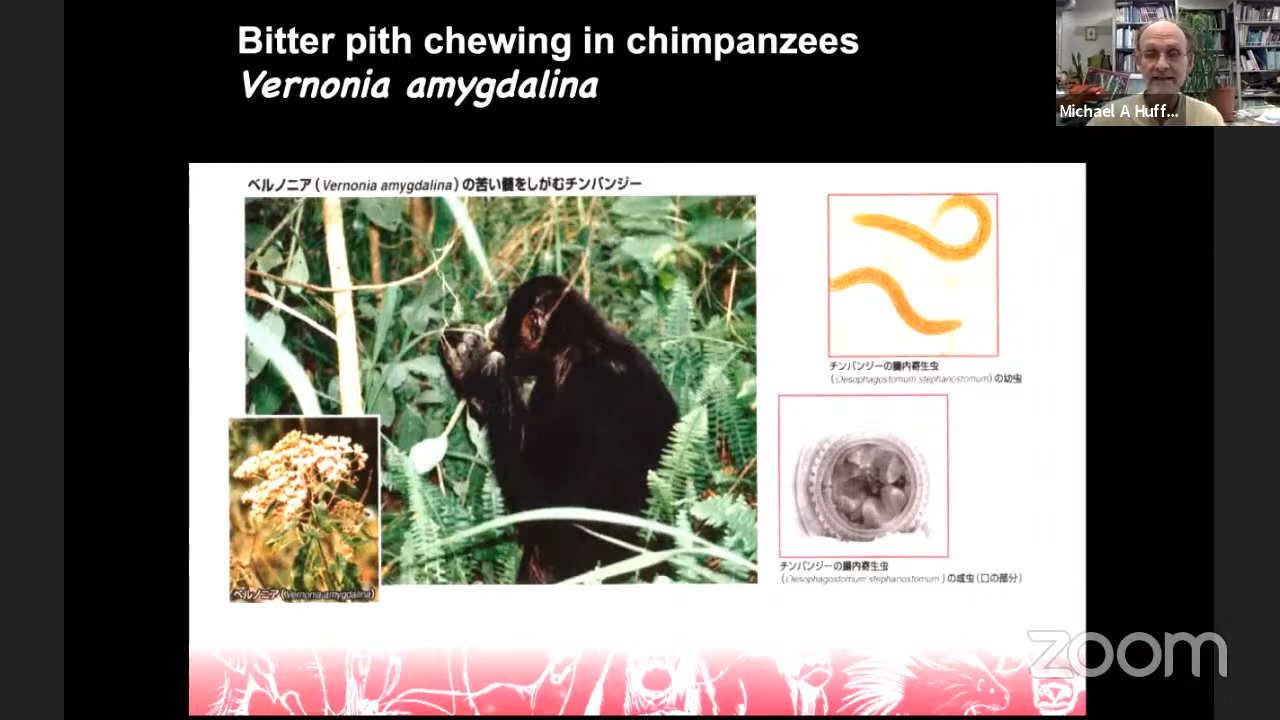 Bitter pith chewing in chimpanzees
Vernonia amygdalina
Michael A Huff...
ベルノニア(Vernonia amygdalina)の苦い髄をしがむチンパンジー
チンパンジーの腸内寄生虫
(Oesophagostomum stephanostomum)の幼虫
チンパンジーの腸内寄生虫
(Oesophagostomum stephanostomum)の成虫(口の部分)
ベルノニア(Vernonia amygdalina)
zoom